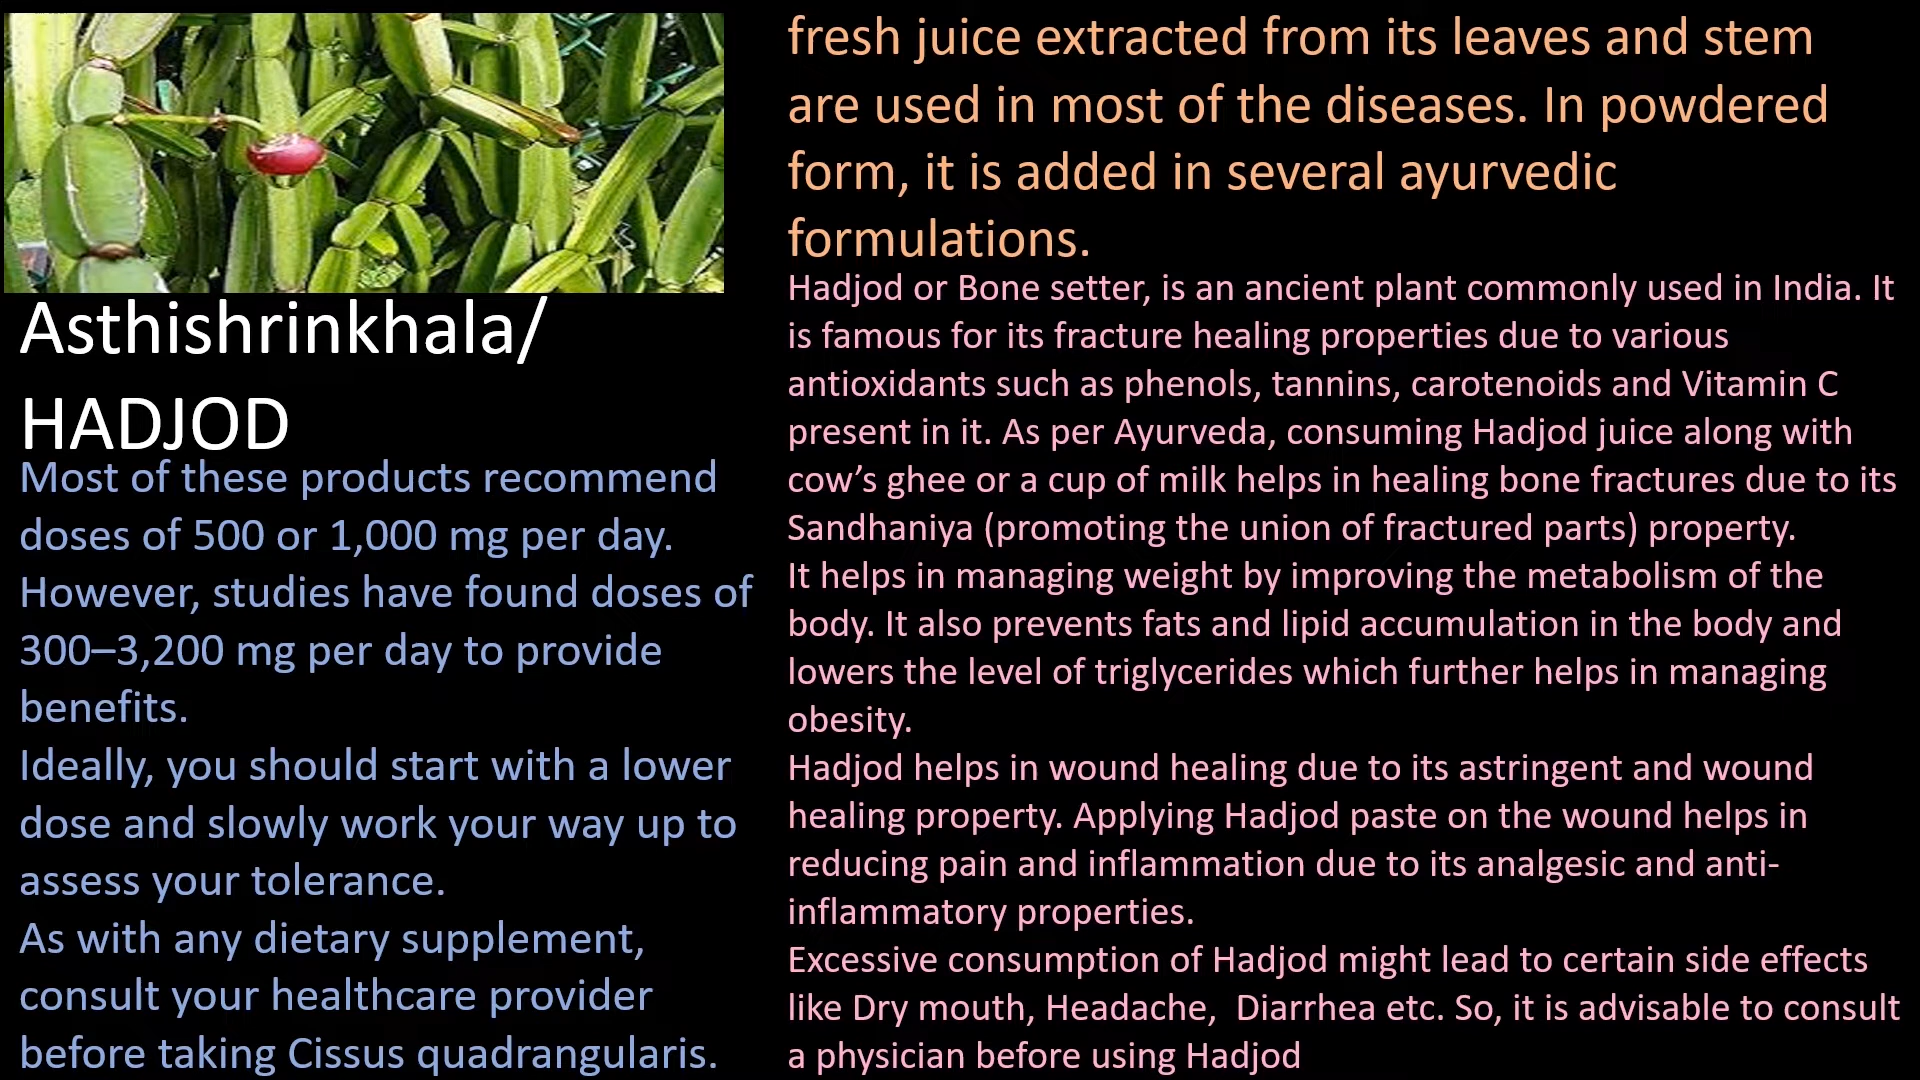 Asthishrinkhala/
HADJOD
Most of these products recommend
doses of 500 or 1,000 mg per day.
However, studies have found doses of
300–3,200 mg per day to provide
benefits.
Ideally, you should start with a lower
dose and slowly work your way up to
assess your tolerance.
As with any dietary supplement,
consult your healthcare provider
before taking Cissus quadrangularis.
fresh juice extracted from its leaves and stem
are used in most of the diseases. In powdered
form, it is added in several ayurvedic
formulations.
Hadjod or Bone setter, is an ancient plant commonly used in India. It
is famous for its fracture healing properties due to various
antioxidants such as phenols, tannins, carotenoids and Vitamin C
present in it. As per Ayurveda, consuming Hadjod juice along with
cow’s ghee or a cup of milk helps in healing bone fractures due to its
Sandhaniya (promoting the union of fractured parts) property.
It helps in managing weight by improving the metabolism of the
body. It also prevents fats and lipid accumulation in the body and
lowers the level of triglycerides which further helps in managing
obesity.
Hadjod helps in wound healing due to its astringent and wound
healing property. Applying Hadjod paste on the wound helps in
reducing pain and inflammation due to its analgesic and anti-
inflammatory properties.
Excessive consumption of Hadjod might lead to certain side effects
like Dry mouth, Headache,  Diarrhea etc. So, it is advisable to consult
a physician before using Hadjod